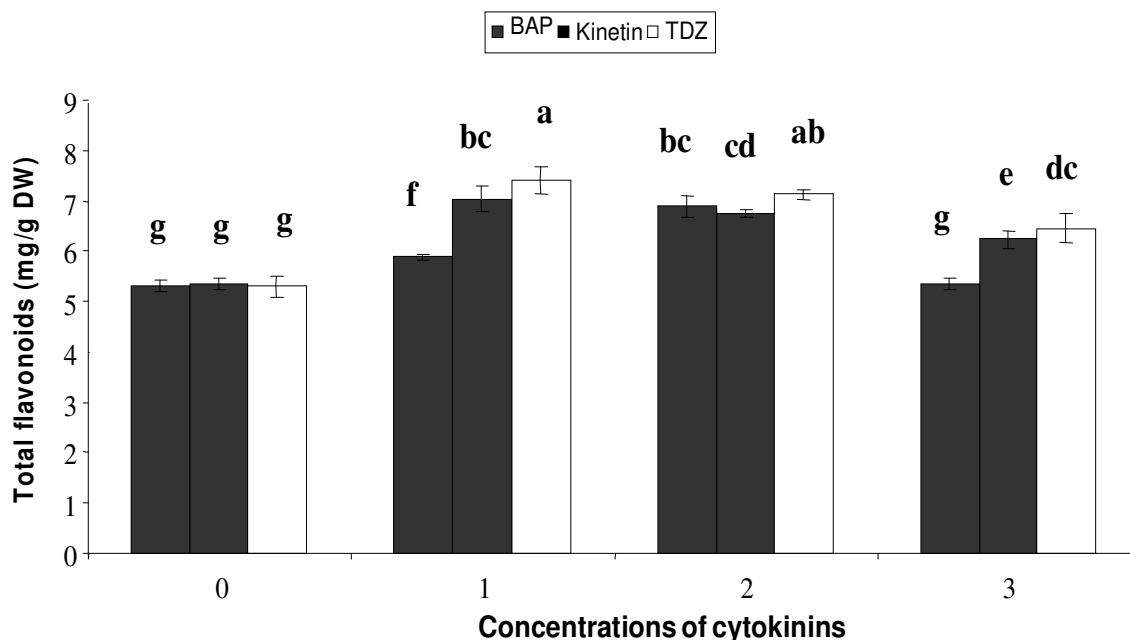 BAP Kinetin TDZ
Total flavonoids (mg/g DW)
9
8
7
6
5
4
3
2
1
0
g g g
f bc a
bc cd ab
g e dc
0 1 2 3
Concentrations of cytokinins